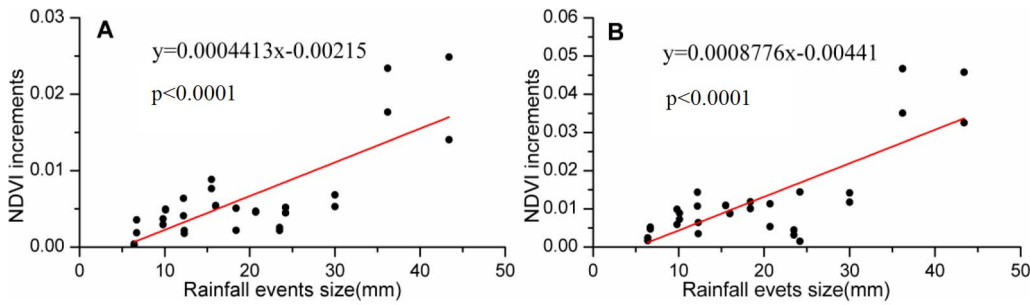 A
y=0.0004413x-0.00215
p<0.0001
NDVI increments
0.03
0.02
0.01
0.00
0 10 20 30 40 50
Rainfall events size(mm)
B
y=0.0008776x-0.00441
p<0.0001
NDVI increments
0.06
0.05
0.04
0.03
0.02
0.01
0.00
0 10 20 30 40 50
Rainfall evets size(mm)